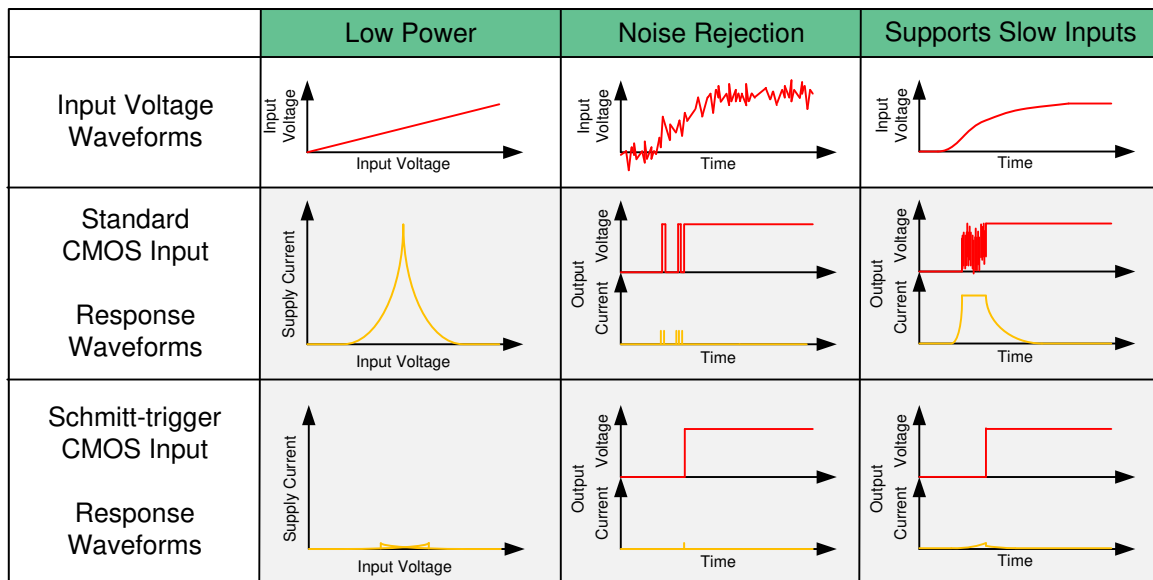 Low Power
Noise Rejection
Supports Slow Inputs
Input Voltage
Waveforms
Input
Voltage
Input Voltage
Input
Voltage
Time
Input
Voltage
Time
Standard
CMOS Input
Response
Waveforms
Supply Current
Input Voltage
Output
Voltage
Current
Time
Output
Voltage
Current
Time
Schmitt-trigger
CMOS Input
Response
Waveforms
Supply Current
Input Voltage
Output
Voltage
Current
Time
Output
Voltage
Current
Time